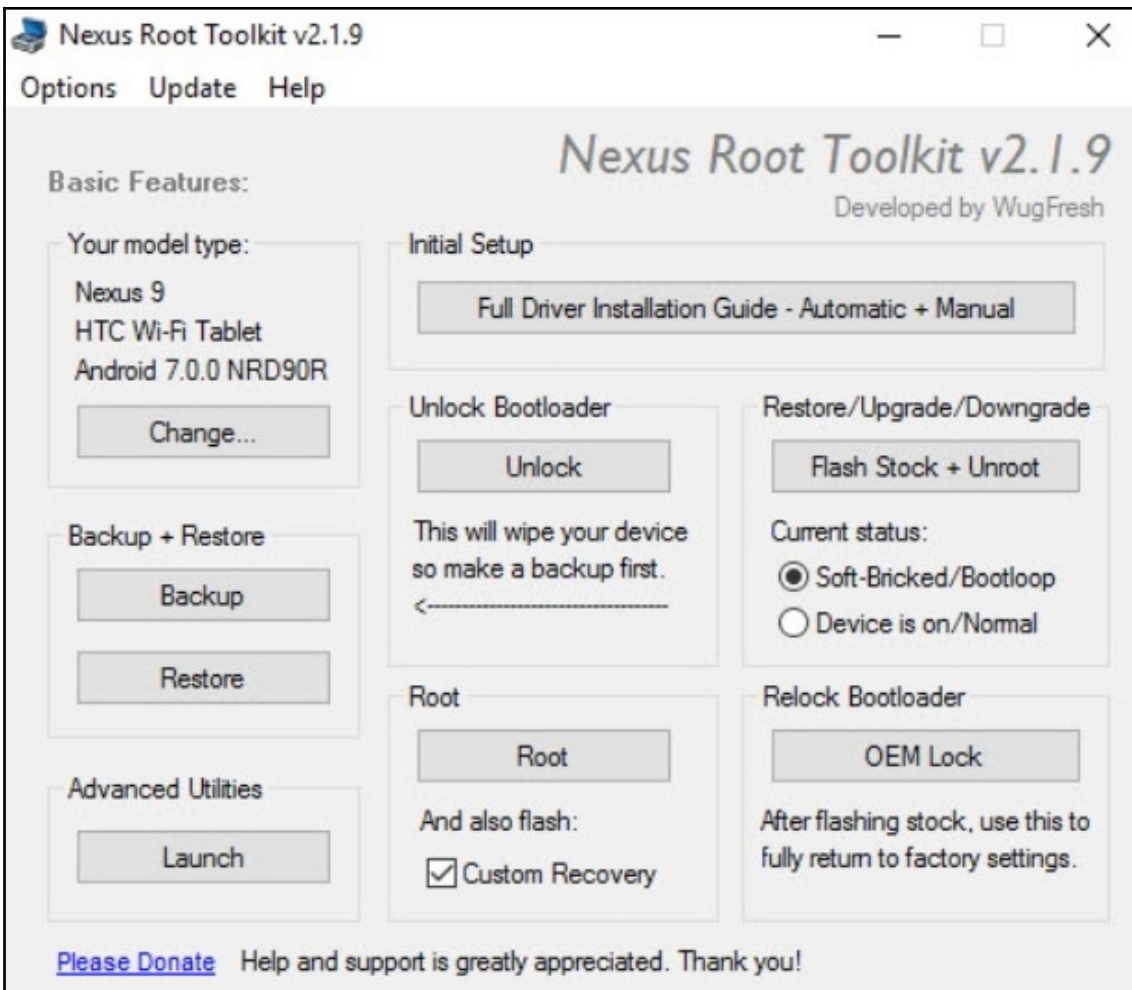 Nexus Root Toolkit v2.1.9
Options Update Help
Nexus Root Toolkit v2.1.9
Developed by WugFresh
Basic Features:
Your model type:
Nexus 9
HTC Wi-Fi Tablet
Android 7.0.0 NRD90R
Change...
Initial Setup
Full Driver Installation Guide - Automatic + Manual
Backup + Restore
Backup
Restore
Unlock Bootloader
Unlock
This will wipe your device
so make a backup first.
<--------------------------------
Restore/Upgrade/Downgrade
Flash Stock + Unroot
Current status:
Soft-Bricked/Bootloop
Device is on/Normal
Advanced Utilities
Launch
Root
Root
And also flash:
Custom Recovery
Relock Bootloader
OEM Lock
After flashing stock, use this to
fully return to factory settings.
Please Donate Help and support is greatly appreciated. Thank you!